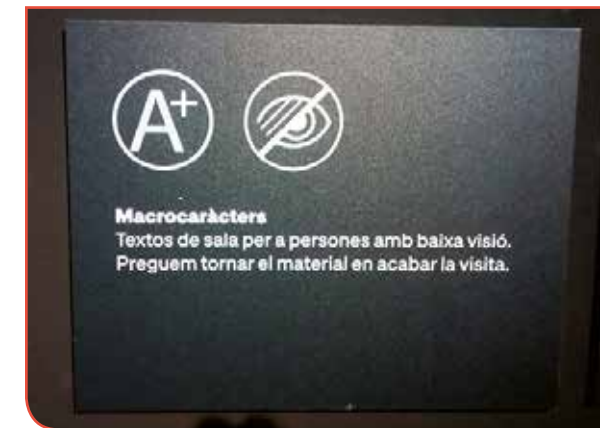 A+
Macrocaràcters
Textos de sala per a persones amb baixa visió.
Preguem tornar el material en acabar la visita.